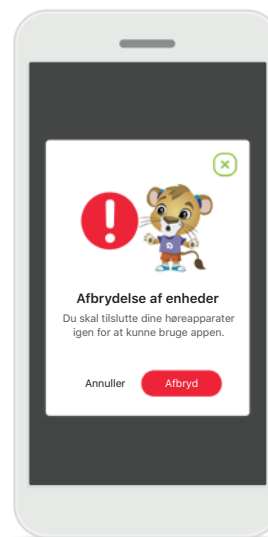 Afbrydelse af enheder
Du skal tilslutte dine høreapparater
igen for at kunne bruge appen.
Annuller
Afbryd